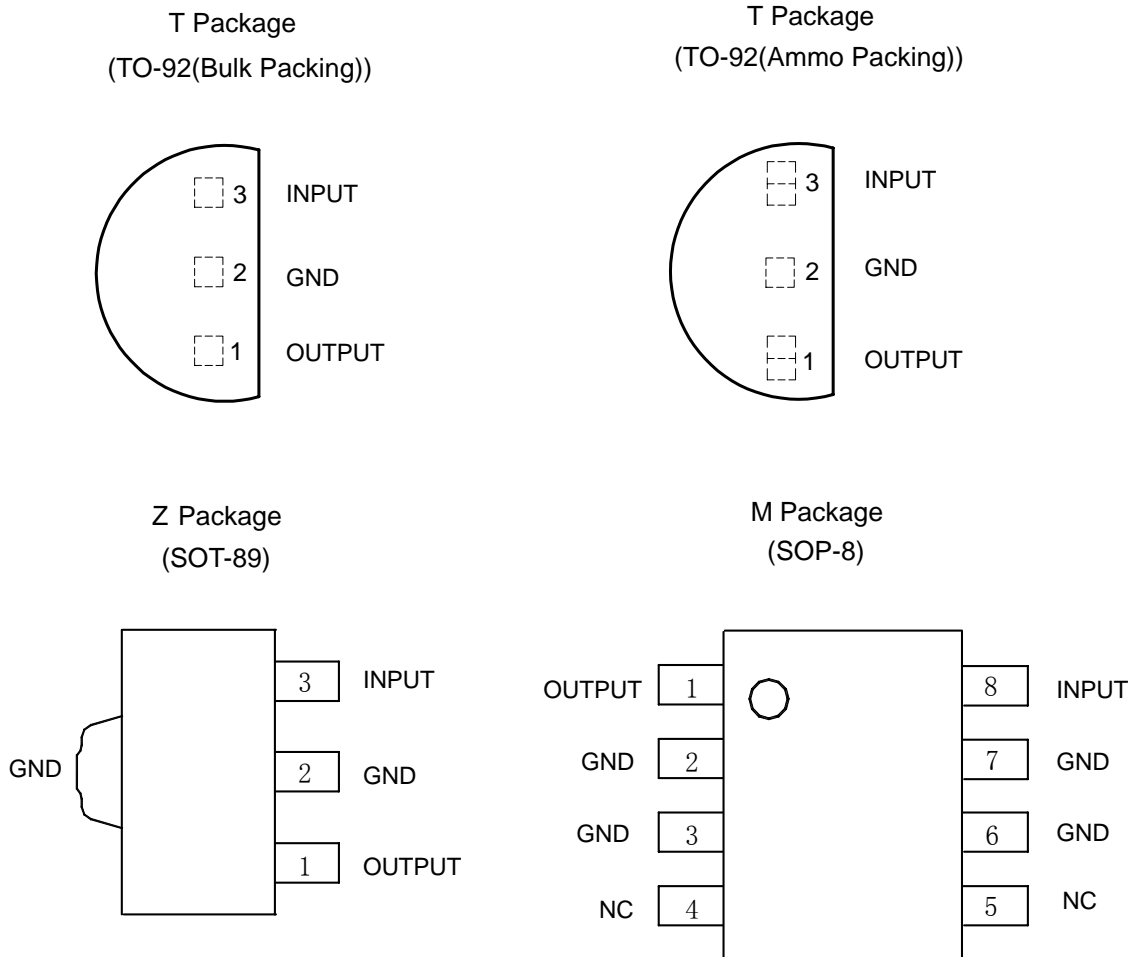 T Package
(TO-92(Bulk Packing))
3 INPUT
2 GND
1 OUTPUT
T Package
(TO-92(Ammo Packing))
3 INPUT
2 GND
1 OUTPUT
Z Package
(SOT-89)
3 INPUT
GND 2 GND
1 OUTPUT
M Package
(SOP-8)
OUTPUT 1 8 INPUT
GND 2 7 GND
GND 3 6 GND
NC 4 5 NC